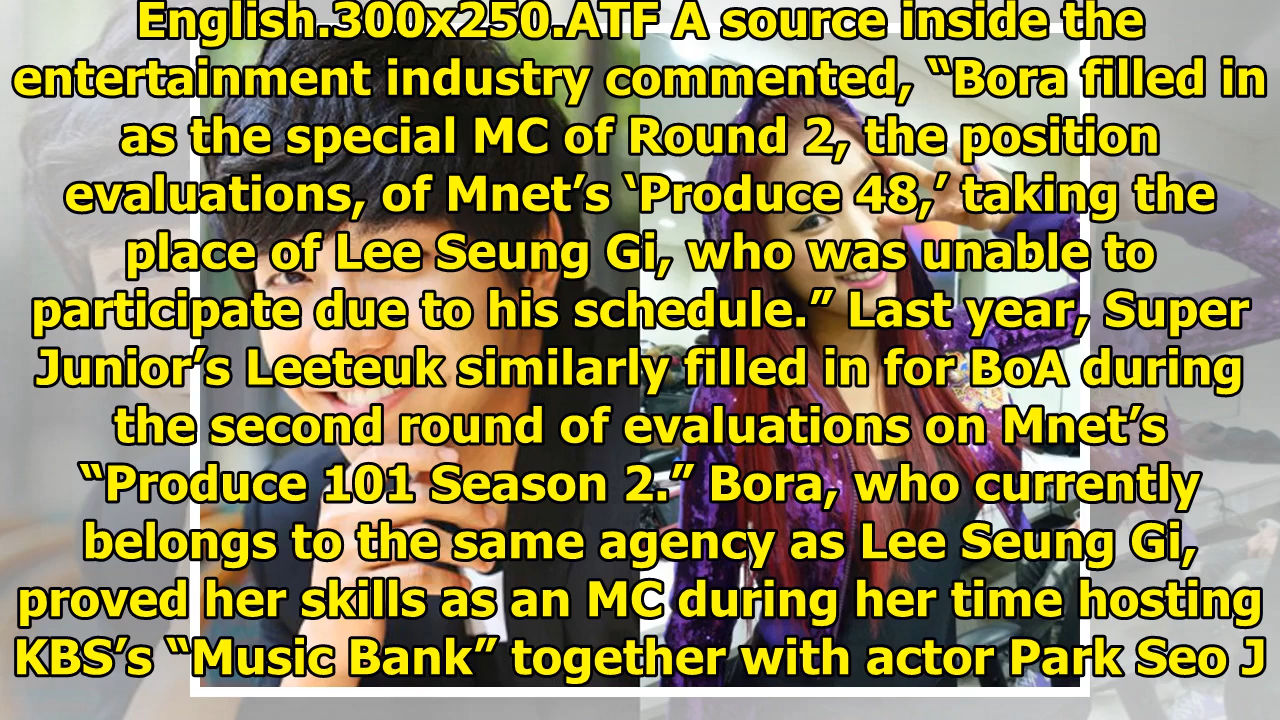 English.300x250.ATF A source inside the
entertainment industry commented, “Bora filled in
as the special MC of Round 2, the position
evaluations, of Mnet’s ‘Produce 48,’ taking the
place of Lee Seung Gi, who was unable to
participate due to his schedule.” Last year, Super
Junior’s Leeteuk similarly filled in for BoA during
the second round of evaluations on Mnet’s
“Produce 101 Season 2.” Bora, who currently
belongs to the same agency as Lee Seung Gi,
proved her skills as an MC during her time hosting
KBS’s “Music Bank” together with actor Park Seo J